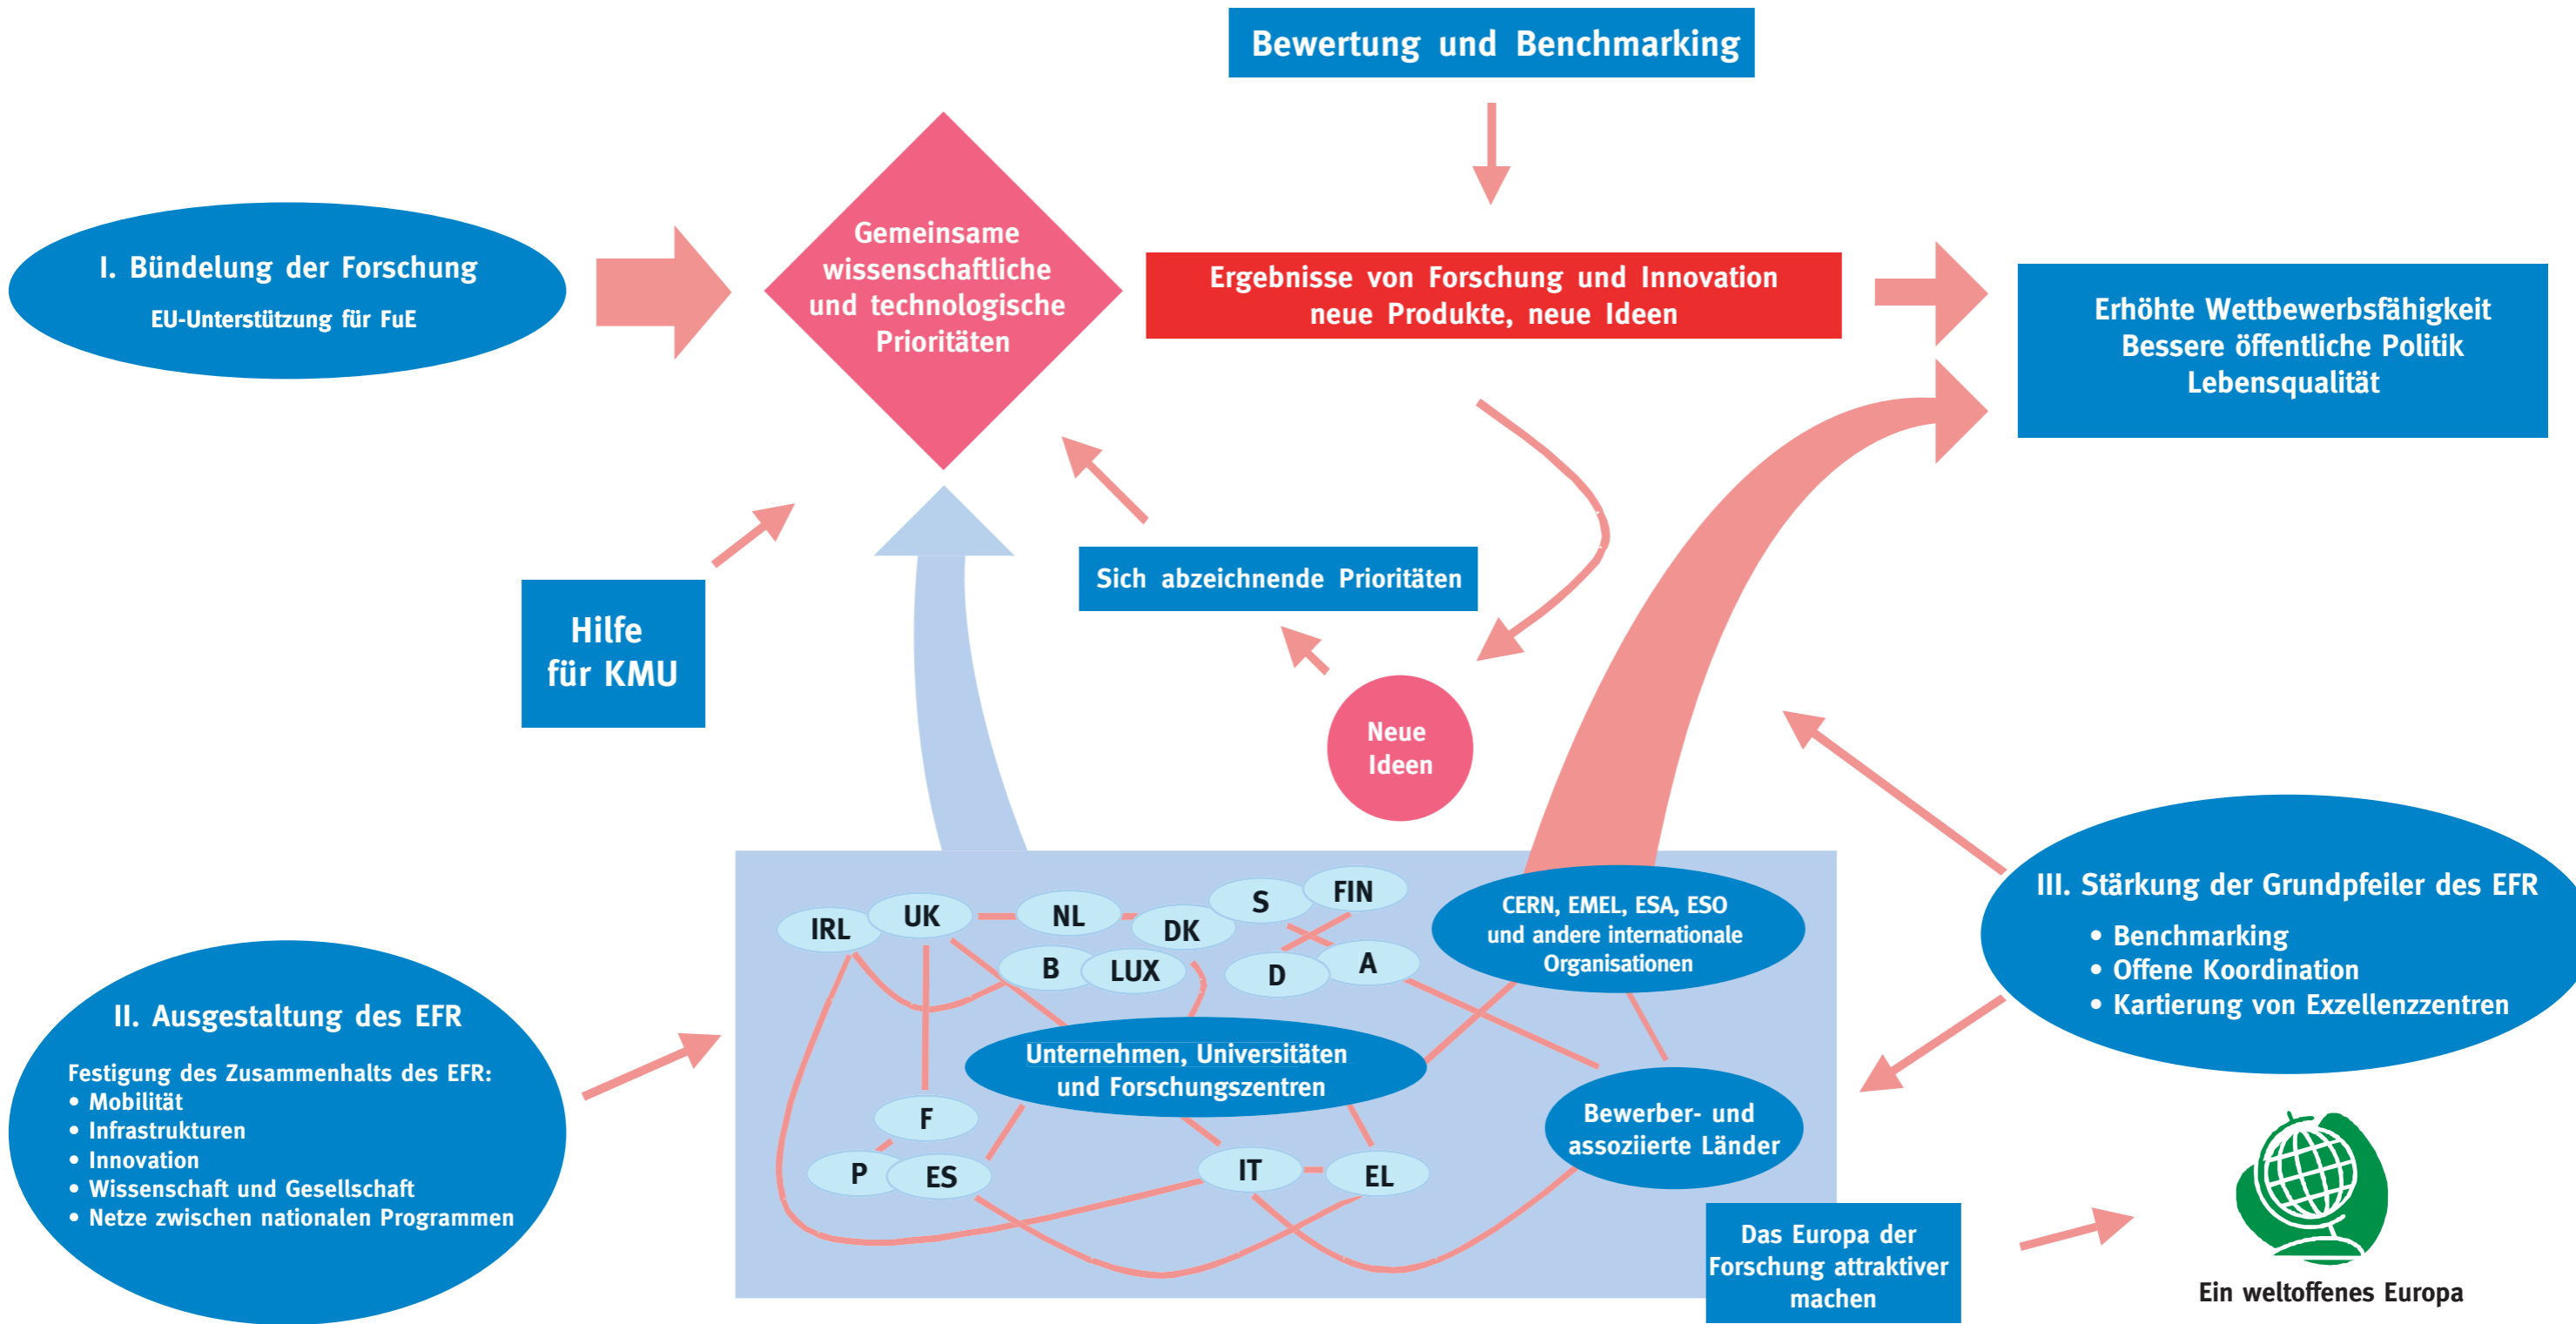 Bewertung und Benchmarking
I. Bündelung der Forschung
EU-Unterstützung für FuE
Gemeinsame
wissenschaftliche
und technologische
Prioritäten
Ergebnisse von Forschung und Innovation
neue Produkte, neue Ideen
Erhöhte Wettbewerbsfähigkeit
Bessere öffentliche Politik
Lebensqualität
Hilfe
für KMU
Sich abzeichnende Prioritäten
Neue
Ideen
II. Ausgestaltung des EFR
Festigung des Zusammenhalts des EFR:
• Mobilität
• Infrastrukturen
• Innovation
• Wissenschaft und Gesellschaft
• Netze zwischen nationalen Programmen
IRL
UK
NL
DK
S
FIN
B
LUX
D
A
CERN, EMEL, ESA, ESO
und andere internationale
Organisationen
Unternehmen, Universitäten
und Forschungszentren
F
P
ES
IT
EL
Bewerber- und
assoziierte Länder
III. Stärkung der Grundpfeiler des EFR
• Benchmarking
• Offene Koordination
• Kartierung von Exzellenzzentren
Das Europa der
Forschung attraktiver
machen
Ein weltoffenes Europa